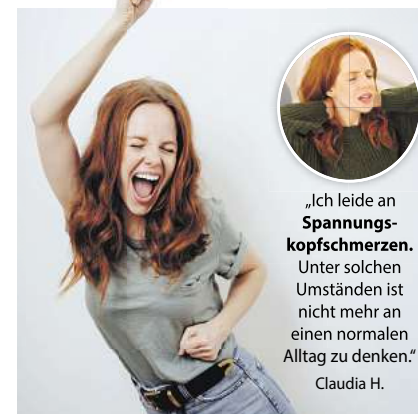 „Ich leide an
Spannungs-
kopfschmerzen.
Unter solchen
Umständen ist
nicht mehr an
einen normalen
Alltag zu denken.“
Claudia H.